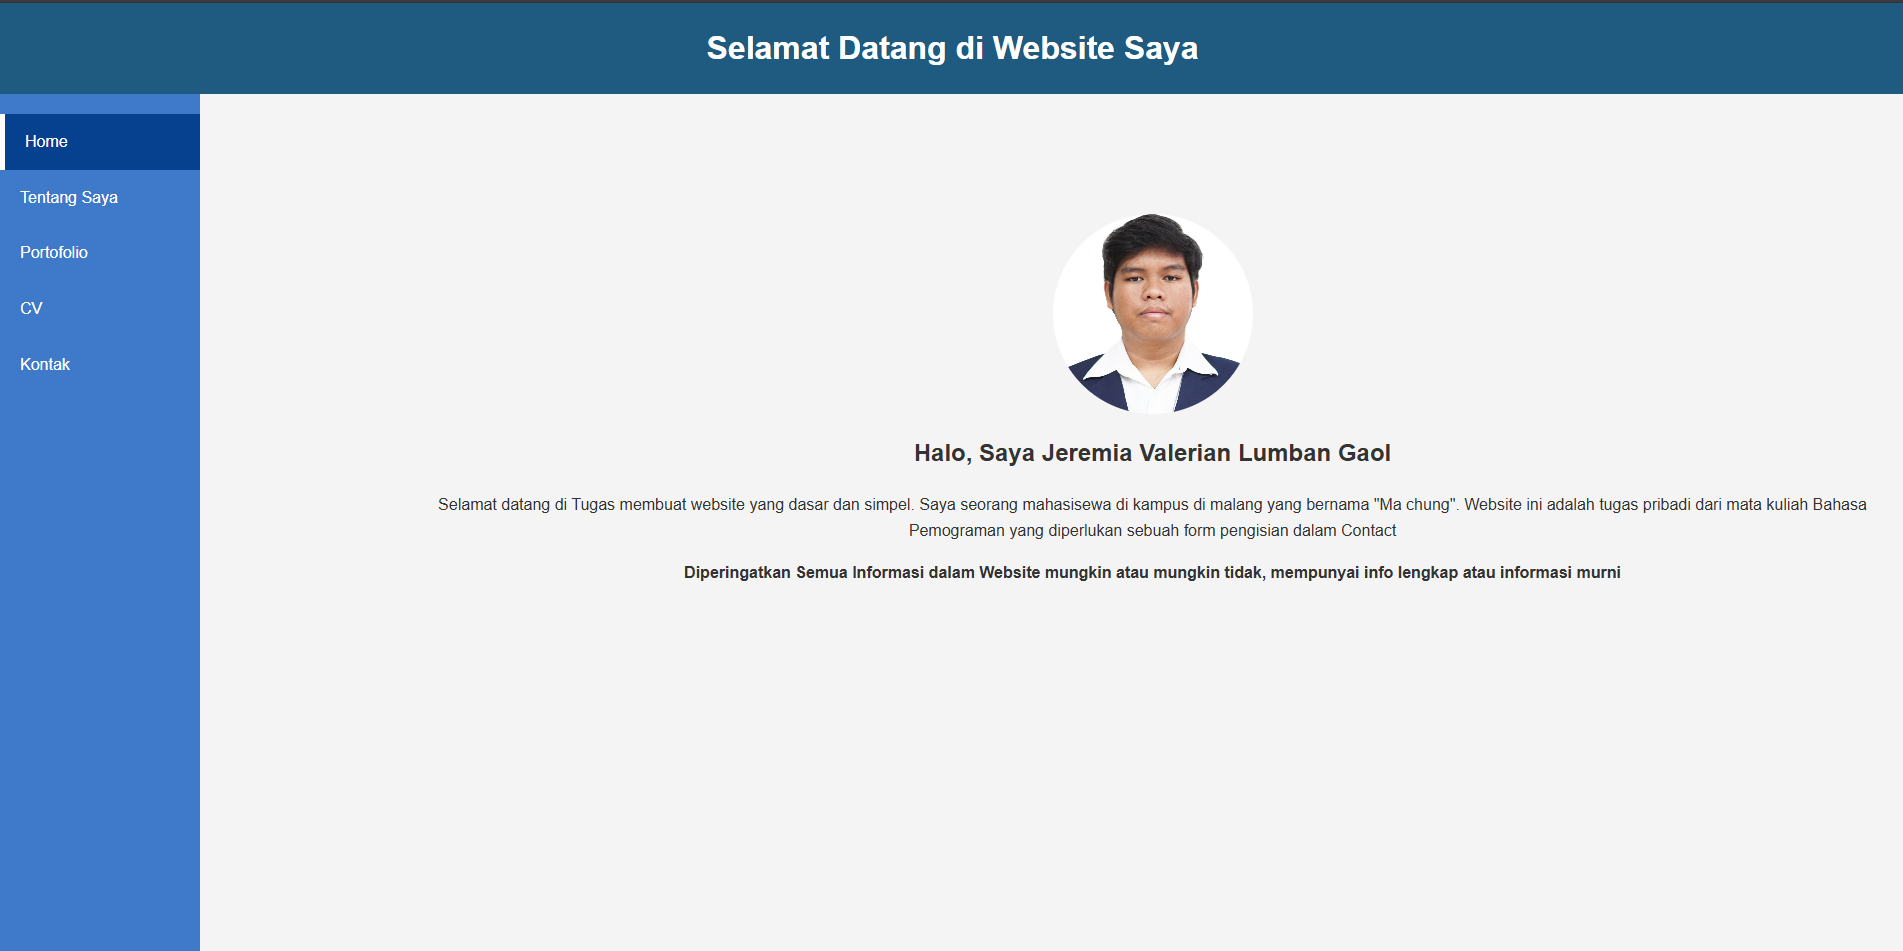 Selamat Datang di Website Saya
Home
Tentang Saya
Portofolio
CV
Kontak
Halo, Saya Jeremia Valerian Lumban Gaol
Selamat datang di Tugas membuat website yang dasar dan simpel. Saya seorang mahasisewa di kampus di malang yang bernama "Ma chung". Website ini adalah tugas pribadi dari mata kuliah Bahasa
Pemograman yang diperlukan sebuah form pengisian dalam Contact
Diperingatkan Semua Informasi dalam Website mungkin atau mungkin tidak, mempunyai info lengkap atau informasi murni